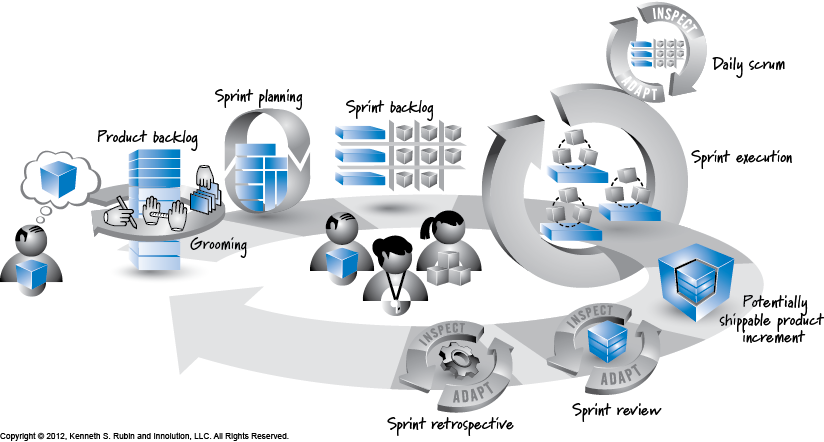 INSPECT
ADAPT
Daily scrum
Sprint planning
Sprint backlog
Product backlog
Sprint execution
Grooming
Potentially
shippable product
increment
INSPECT
ADAPT
Sprint review
INSPECT
ADAPT
Sprint retrospective
Copyright © 2012, Kenneth S. Rubin and Innolution, LLC. All Rights Reserved.